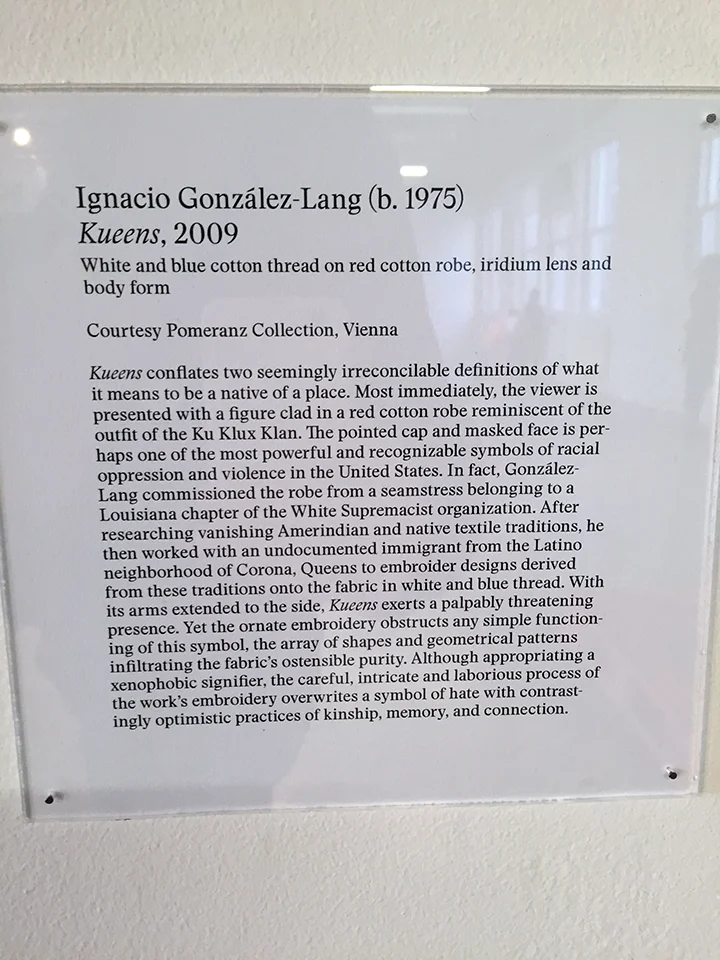 Ignacio González-Lang (b. 1975)
Kueens, 2009
White and blue cotton thread on red cotton robe, iridium lens and
body form
Courtesy Pomeranz Collection, Vienna
Kueens conflates two seemingly irreconcilable definitions of what
it means to be a native of a place. Most immediately, the viewer is
presented with a figure clad in a red cotton robe reminiscent of the
outfit of the Ku Klux Klan. The pointed cap and masked face is per-
haps one of the most powerful and recognizable symbols of racial
oppression and violence in the United States. In fact, González-
Lang commissioned the robe from a seamstress belonging to a
Louisiana chapter of the White Supremacist organization. After
researching vanishing Amerindian and native textile traditions, he
then worked with an undocumented immigrant from the Latino
neighborhood of Corona, Queens to embroider designs derived
from these traditions onto the fabric in white and blue thread. With
its arms extended to the side, Kueens exerts a palpably threatening
presence. Yet the ornate embroidery obstructs any simple function-
ing of this symbol, the array of shapes and geometrical patterns
infiltrating the fabric's ostensible purity. Although appropriating a
xenophobic signifier, the careful, intricate and laborious process of
the work's embroidery overwrites a symbol of hate with contrast-
ingly optimistic practices of kinship, memory, and connection.